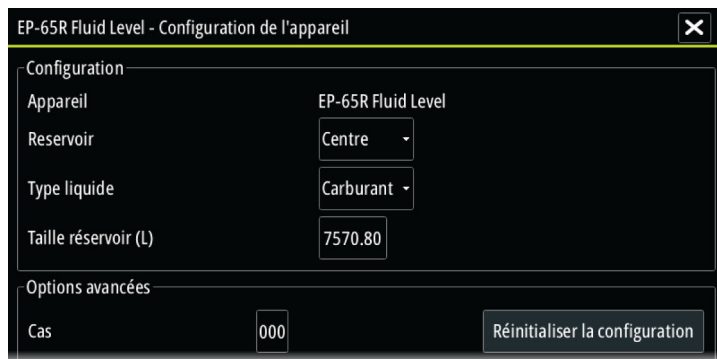 EP-65R Fluid Level - Configuration de l'appareil
Configuration
Appareil EP-65R Fluid Level
Reservoir Centre
Type liquide Carburant
Taille réservoir (L) 7570.80
Options avancées
Cas 000 Réinitialiser la configuration